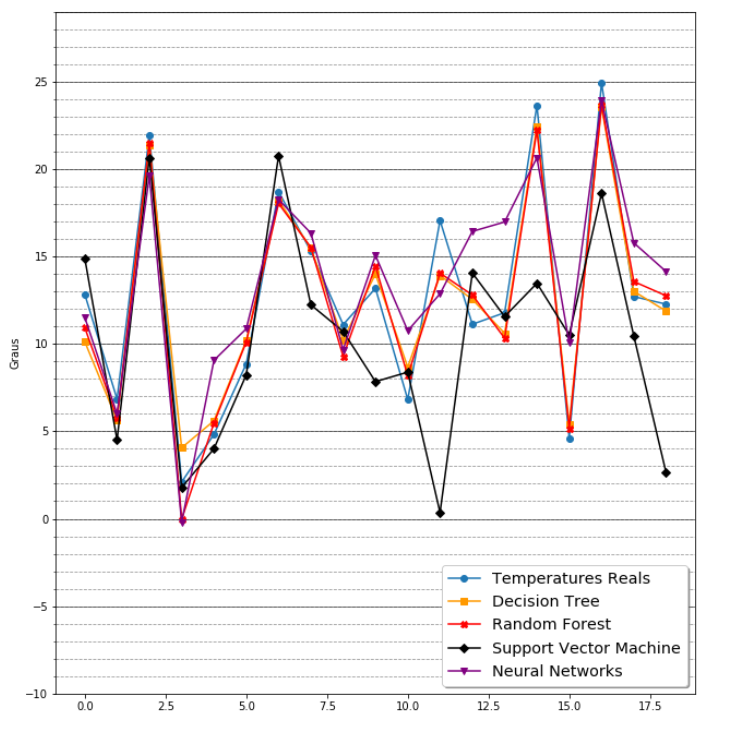 25
20
15
10
5
0
−5
−10
Graus
0.0
2.5
5.0
7.5
10.0
12.5
15.0
17.5
Temperatures Reals
Decision Tree
Random Forest
Support Vector Machine
Neural Networks